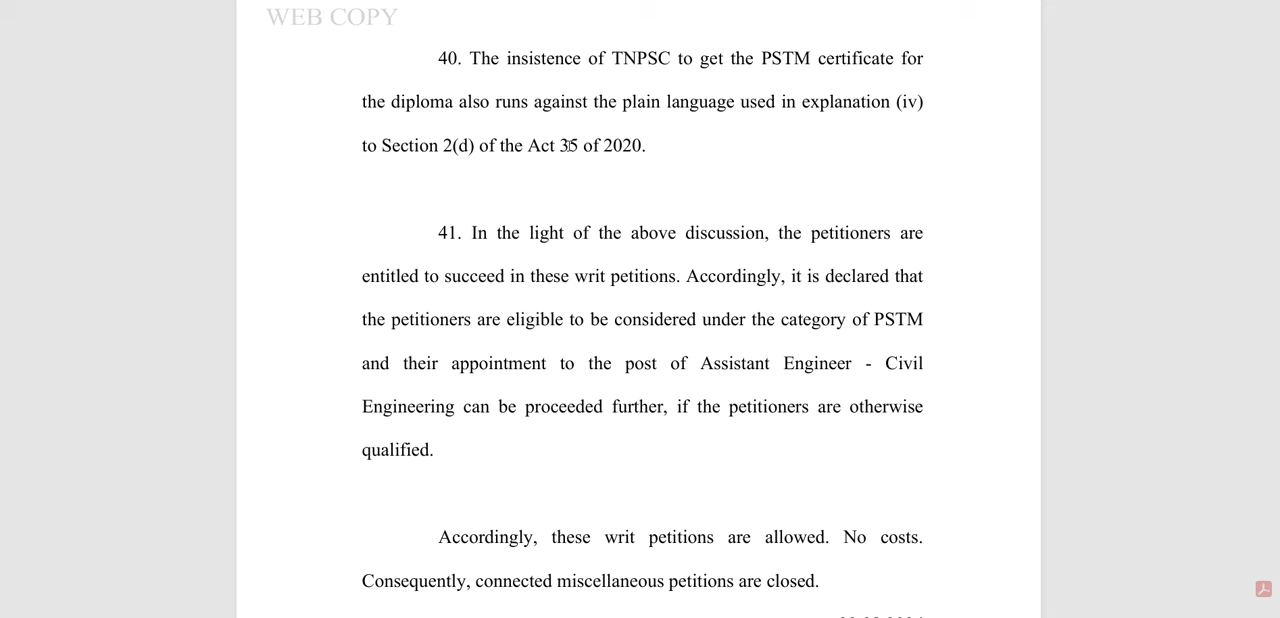 WEB COPY
40. The insistence of TNPSC to get the PSTM certificate for
the diploma also runs against the plain language used in explanation (iv)
to Section 2(d) of the Act 35 of 2020.
41. In the light of the above discussion, the petitioners are
entitled to succeed in these writ petitions. Accordingly, it is declared that
the petitioners are eligible to be considered under the category of PSTM
and their appointment to the post of Assistant Engineer - Civil
Engineering can be proceeded further, if the petitioners are otherwise
qualified.
Accordingly, these writ petitions are allowed. No costs.
Consequently, connected miscellaneous petitions are closed.